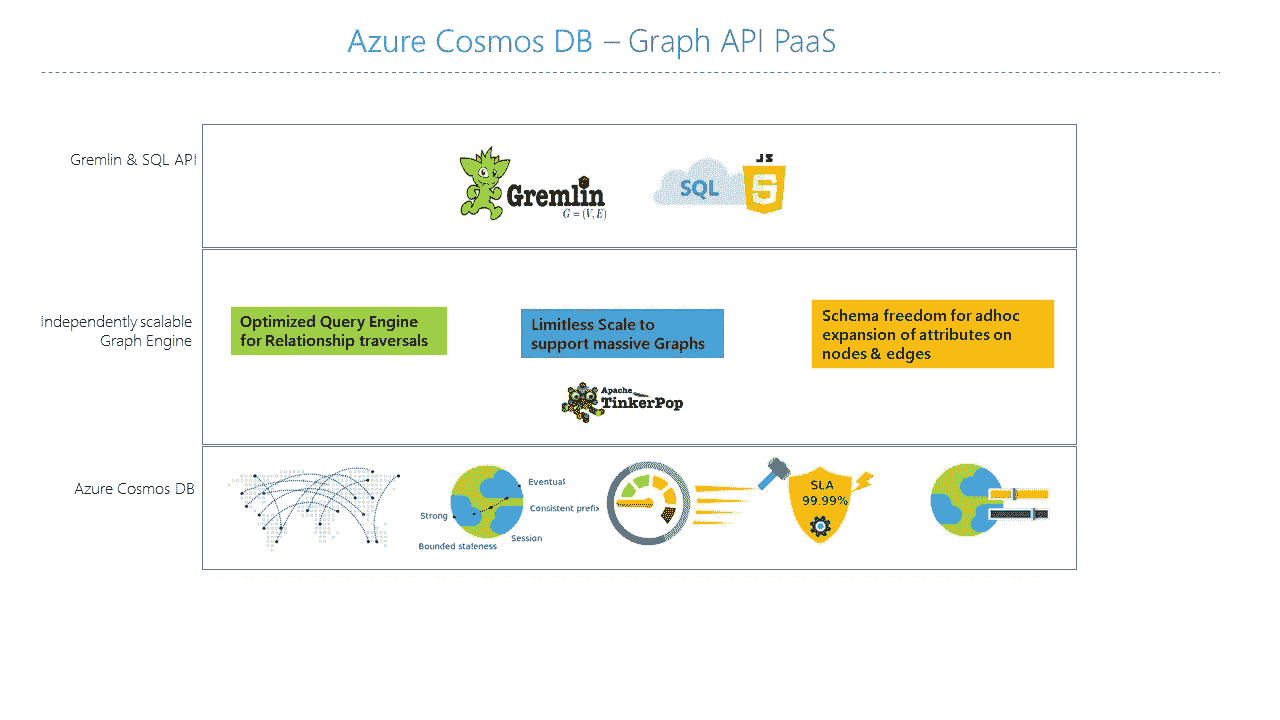 Azure Cosmos DB – Graph API PaaS
Gremlin & SQL API
Gremlin
G = (V, E)
SQL
JS
5
Independently scalable
Graph Engine
Optimized Query Engine
for Relationship traversals
Limitless Scale to
support massive Graphs
Schema freedom for adhoc
expansion of attributes on
nodes & edges
Apache
TinkerPop
Azure Cosmos DB
Eventual
Consistent prefix
Strong
Session
Bounded stateness
SLA
99.99%